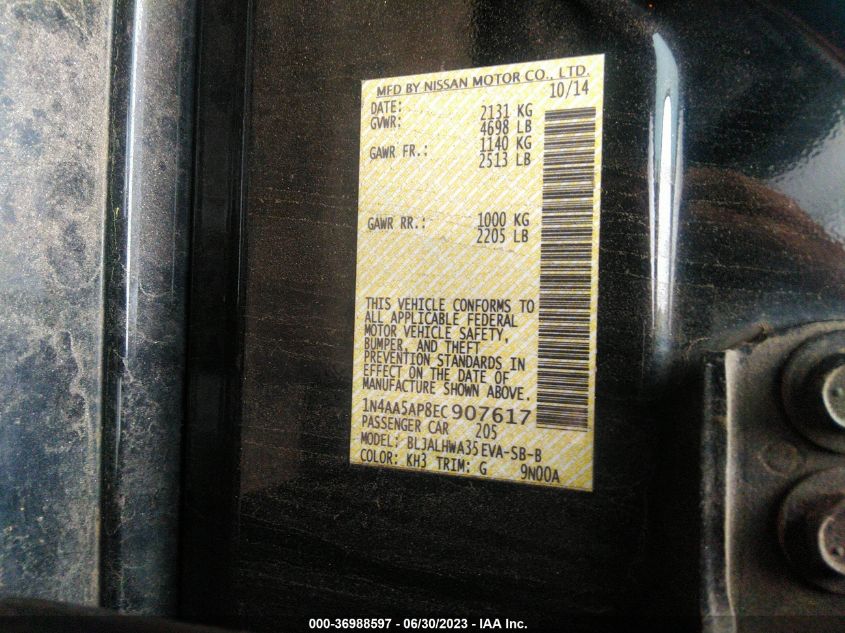 MFD BY NISSAN MOTOR CO., LTD.
DATE: 10/14
GVWR: 2131 KG
4698 LB
GAWR FR.: 1140 KG
2513 LB
GAWR RR.: 1000 KG
2205 LB
THIS VEHICLE CONFORMS TO
ALL APPLICABLE FEDERAL
MOTOR VEHICLE SAFETY,
BUMPER, AND THEFT
PREVENTION STANDARDS IN
EFFECT ON THE DATE OF
MANUFACTURE SHOWN ABOVE.
1N4AA5AP8EC907617
PASSENGER CAR 205
MODEL: BLJALHWA35EVA-SB-B
COLOR: KH3 TRIM: G 9N00A
000-36988597 - 06/30/2023 - IAA Inc.